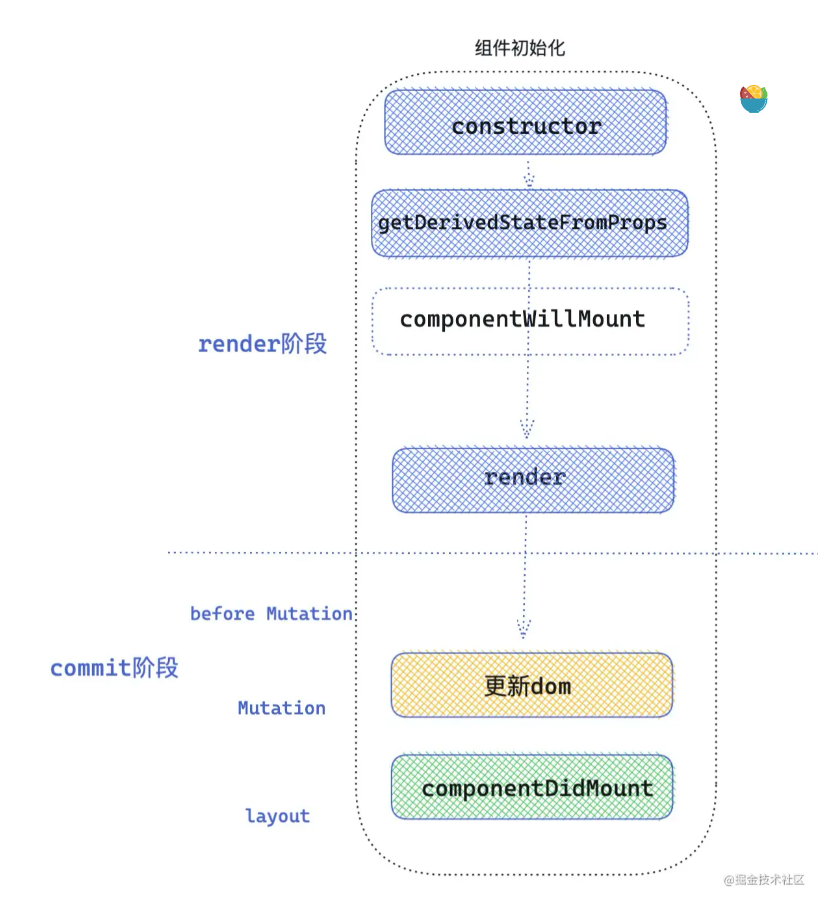 组件初始化
constructor
getDerivedStateFromProps
componentWillMount
render阶段
render
before Mutation
commit阶段
更新dom
Mutation
componentDidMount
layout
@掘金技术社区